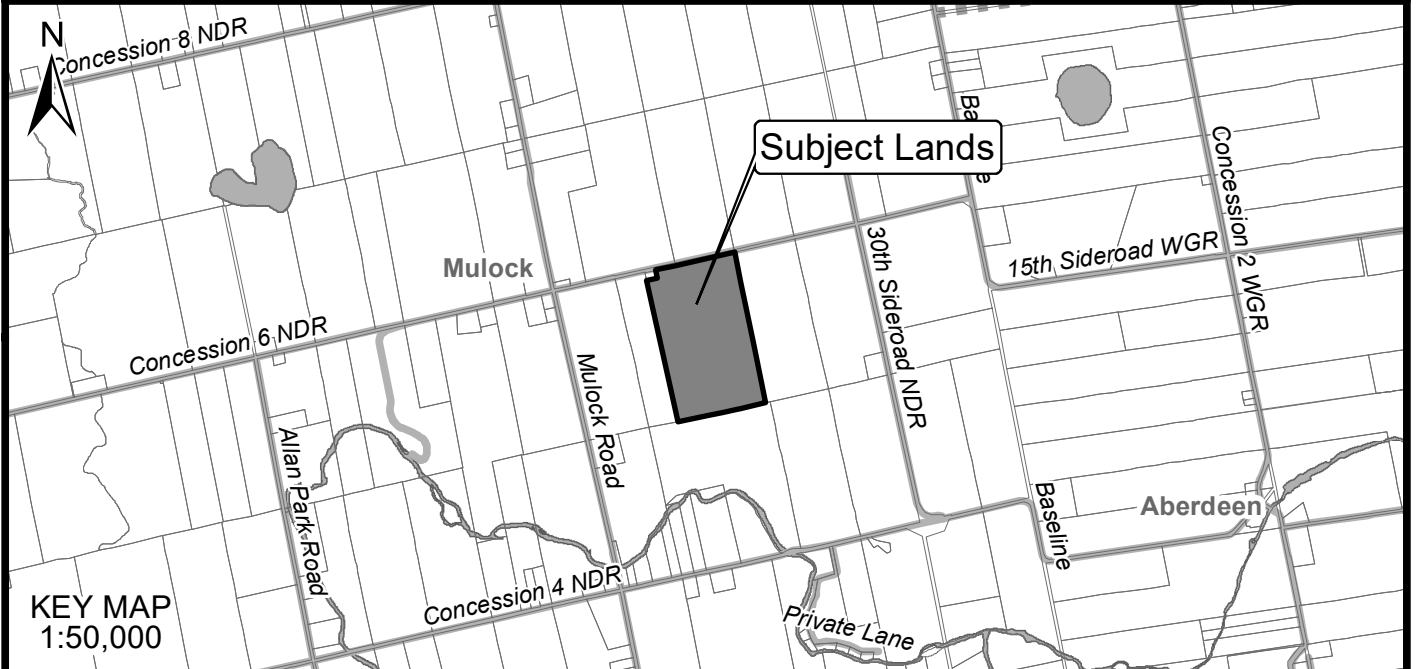 N
Concession 8 NDR
Baseline
Subject Lands
Concession 2 WGR
Mulock
30th Sideroad NDR
15th Sideroad WGR
Concession 6 NDR
Mulock Road
Allan Park Road
Baseline
Aberdeen
Concession 4 NDR
Private Lane
KEY MAP
1:50,000